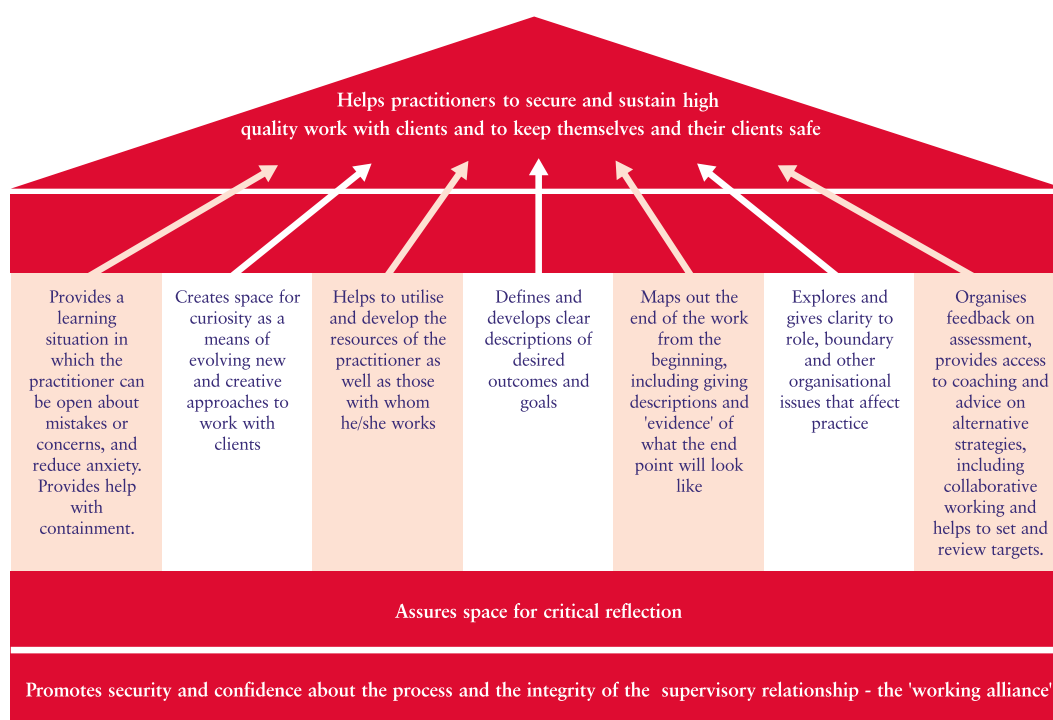 Helps practitioners to secure and sustain high
quality work with clients and to keep themselves and their clients safe
Provides a
learning
situation in
which the
practitioner can
be open about
mistakes or
concerns, and
reduce anxiety.
Provides help
with
containment.
Creates space for
curiosity as a
means of
evolving new
and creative
approaches to
work with
clients
Helps to utilise
and develop the
resources of the
practitioner as
well as those
with whom
he/she works
Defines and
develops clear
descriptions of
desired
outcomes and
goals
Maps out the
end of the work
from the
beginning,
including giving
descriptions and
'evidence' of
what the end
point will look
like
Explores and
gives clarity to
role, boundary
and other
organisational
issues that affect
practice
Organises
feedback on
assessment,
provides access
to coaching and
advice on
alternative
strategies,
including
collaborative
working and
helps to set and
review targets.
Assures space for critical reflection
Promotes security and confidence about the process and the integrity of the supervisory relationship - the 'working alliance'